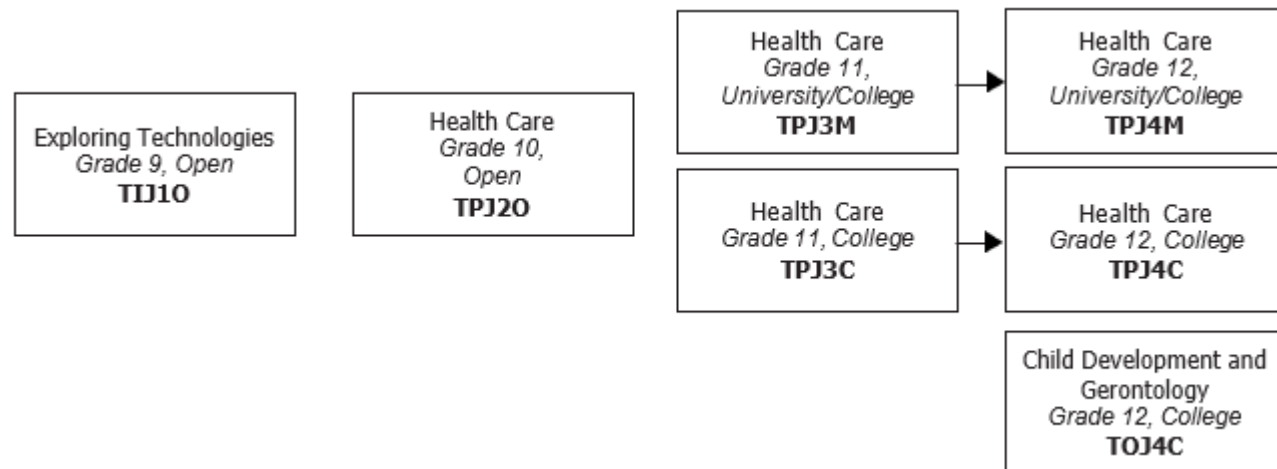 Exploring Technologies
Grade 9, Open
TIJ1O
Health Care
Grade 10,
Open
TPJ2O
Health Care
Grade 11,
University/College
TPJ3M
Health Care
Grade 12,
University/College
TPJ4M
Health Care
Grade 11, College
TPJ3C
Health Care
Grade 12, College
TPJ4C
Child Development and
Gerontology
Grade 12, College
TOJ4C